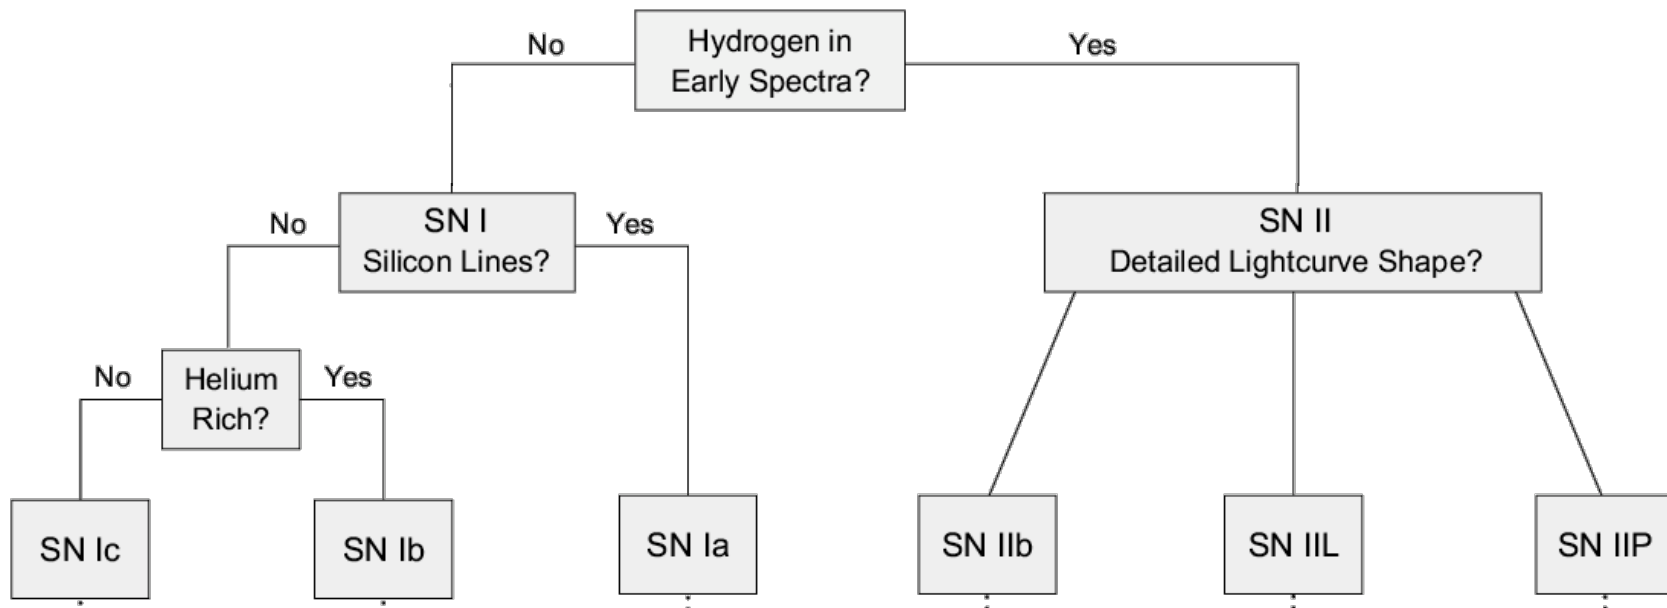 Hydrogen in
Early Spectra?
No
Yes
SN I
Silicon Lines?
No
Yes
SN II
Detailed Lightcurve Shape?
Helium
Rich?
No
Yes
SN Ic
SN Ib
SN Ia
SN IIb
SN IIL
SN IIP